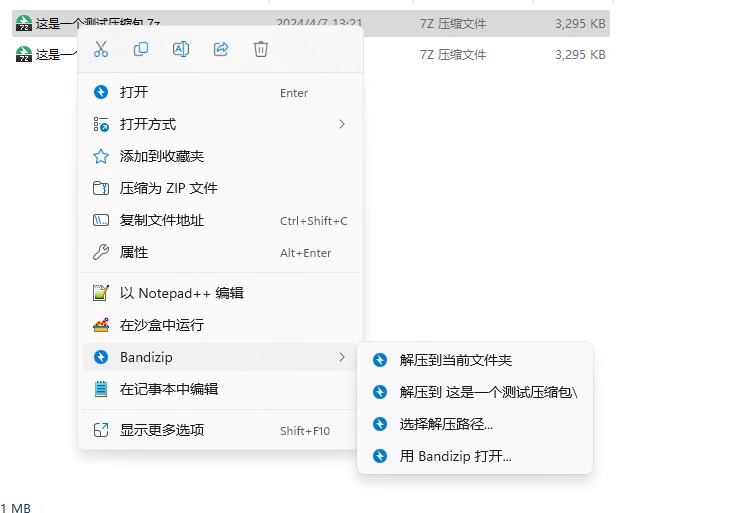 这是一个测试压缩包.7z... 2024/4/7 13:21 7Z 压缩文件 3,295 KB
这是一个 7Z 压缩文件 3,295 KB
打开 Enter
打开方式
添加到收藏夹
压缩为 ZIP 文件
复制文件地址 Ctrl+Shift+C
属性 Alt+Enter
以 Notepad++ 编辑
在沙盒中运行
Bandizip
在记事本中编辑
显示更多选项 Shift+F10
解压到当前文件夹
解压到 这是一个测试压缩包\
选择解压路径...
用 Bandizip 打开...
1 MB